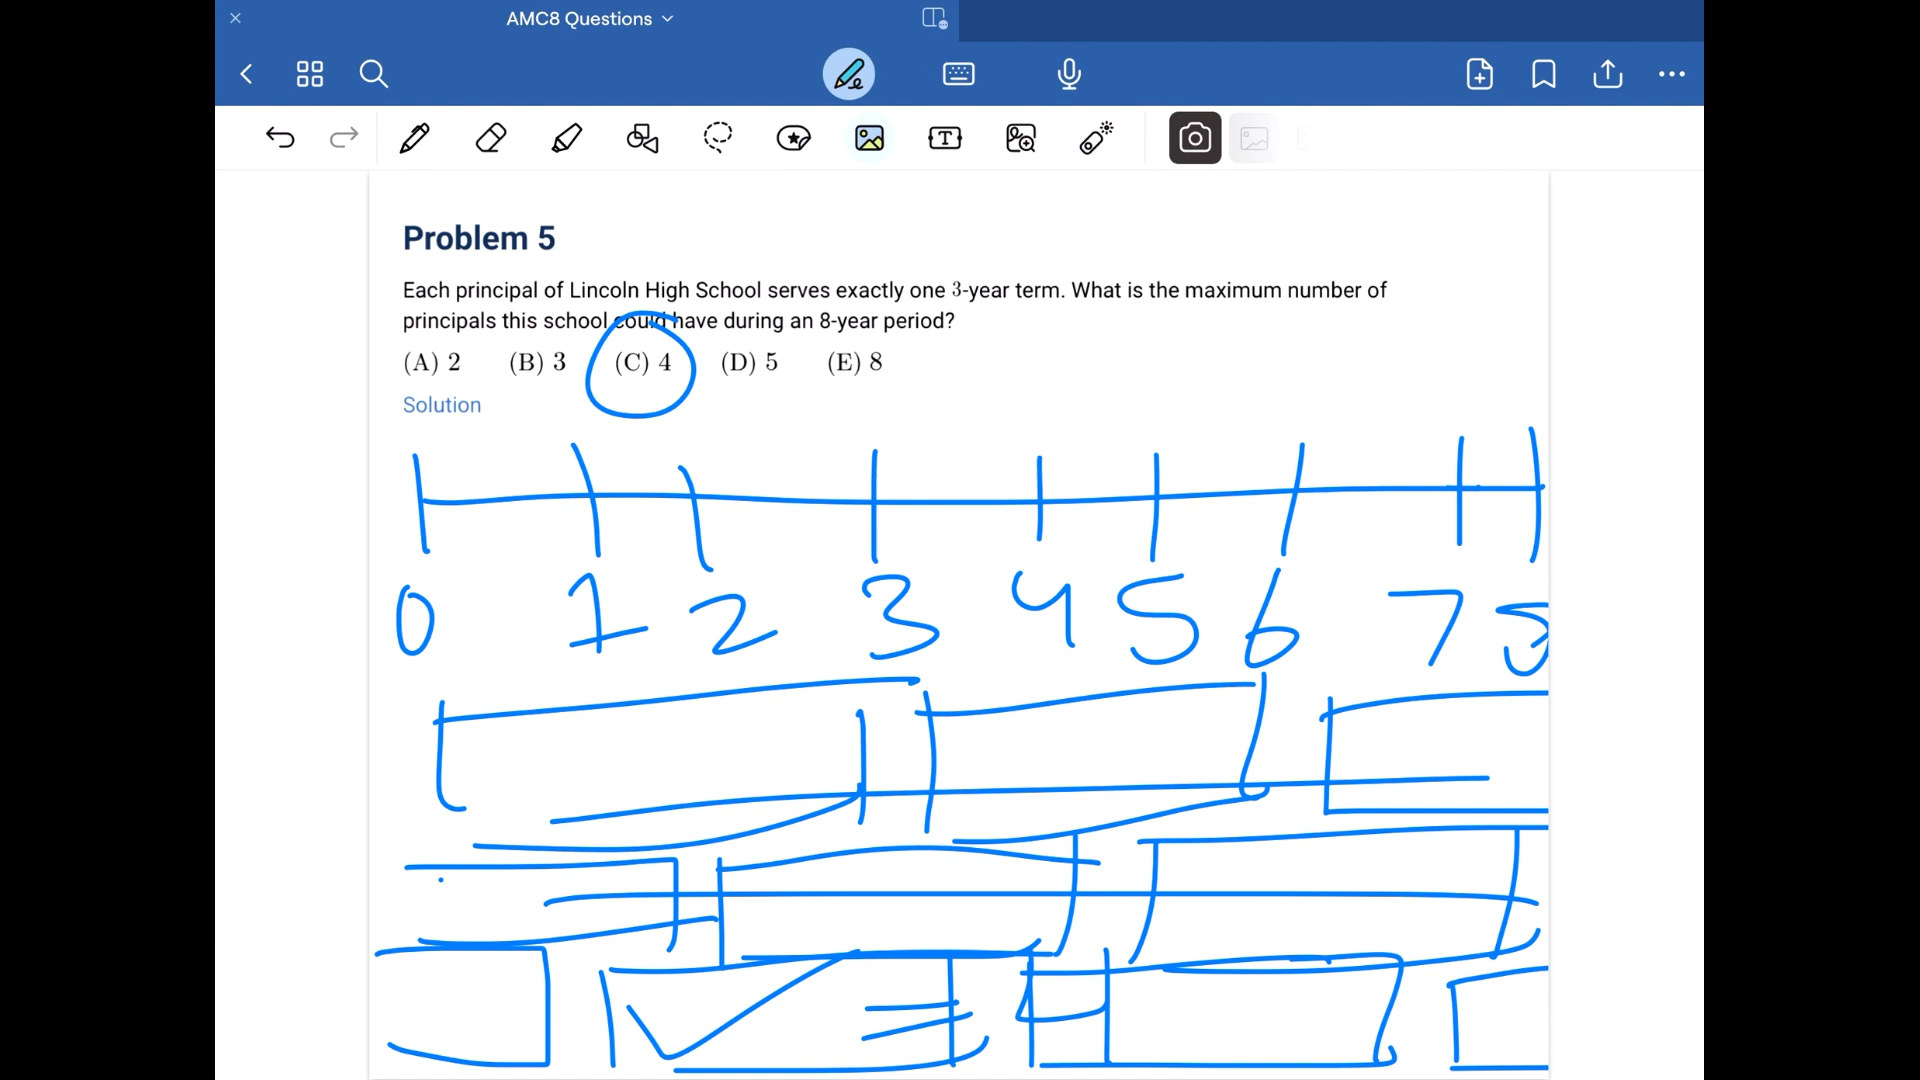 AMC8 Questions
Problem 5
Each principal of Lincoln High School serves exactly one 3-year term. What is the maximum number of
principals this school could have during an 8-year period?
(A) 2 (B) 3 (C) 4 (D) 5 (E) 8
Solution
0 1 2 3 4 5 6 7 8
= 4